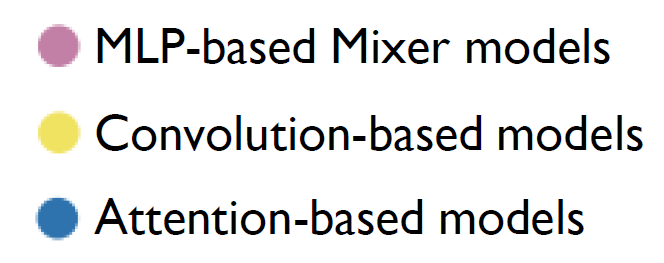 MLP-based Mixer models
Convolution-based models
Attention-based models